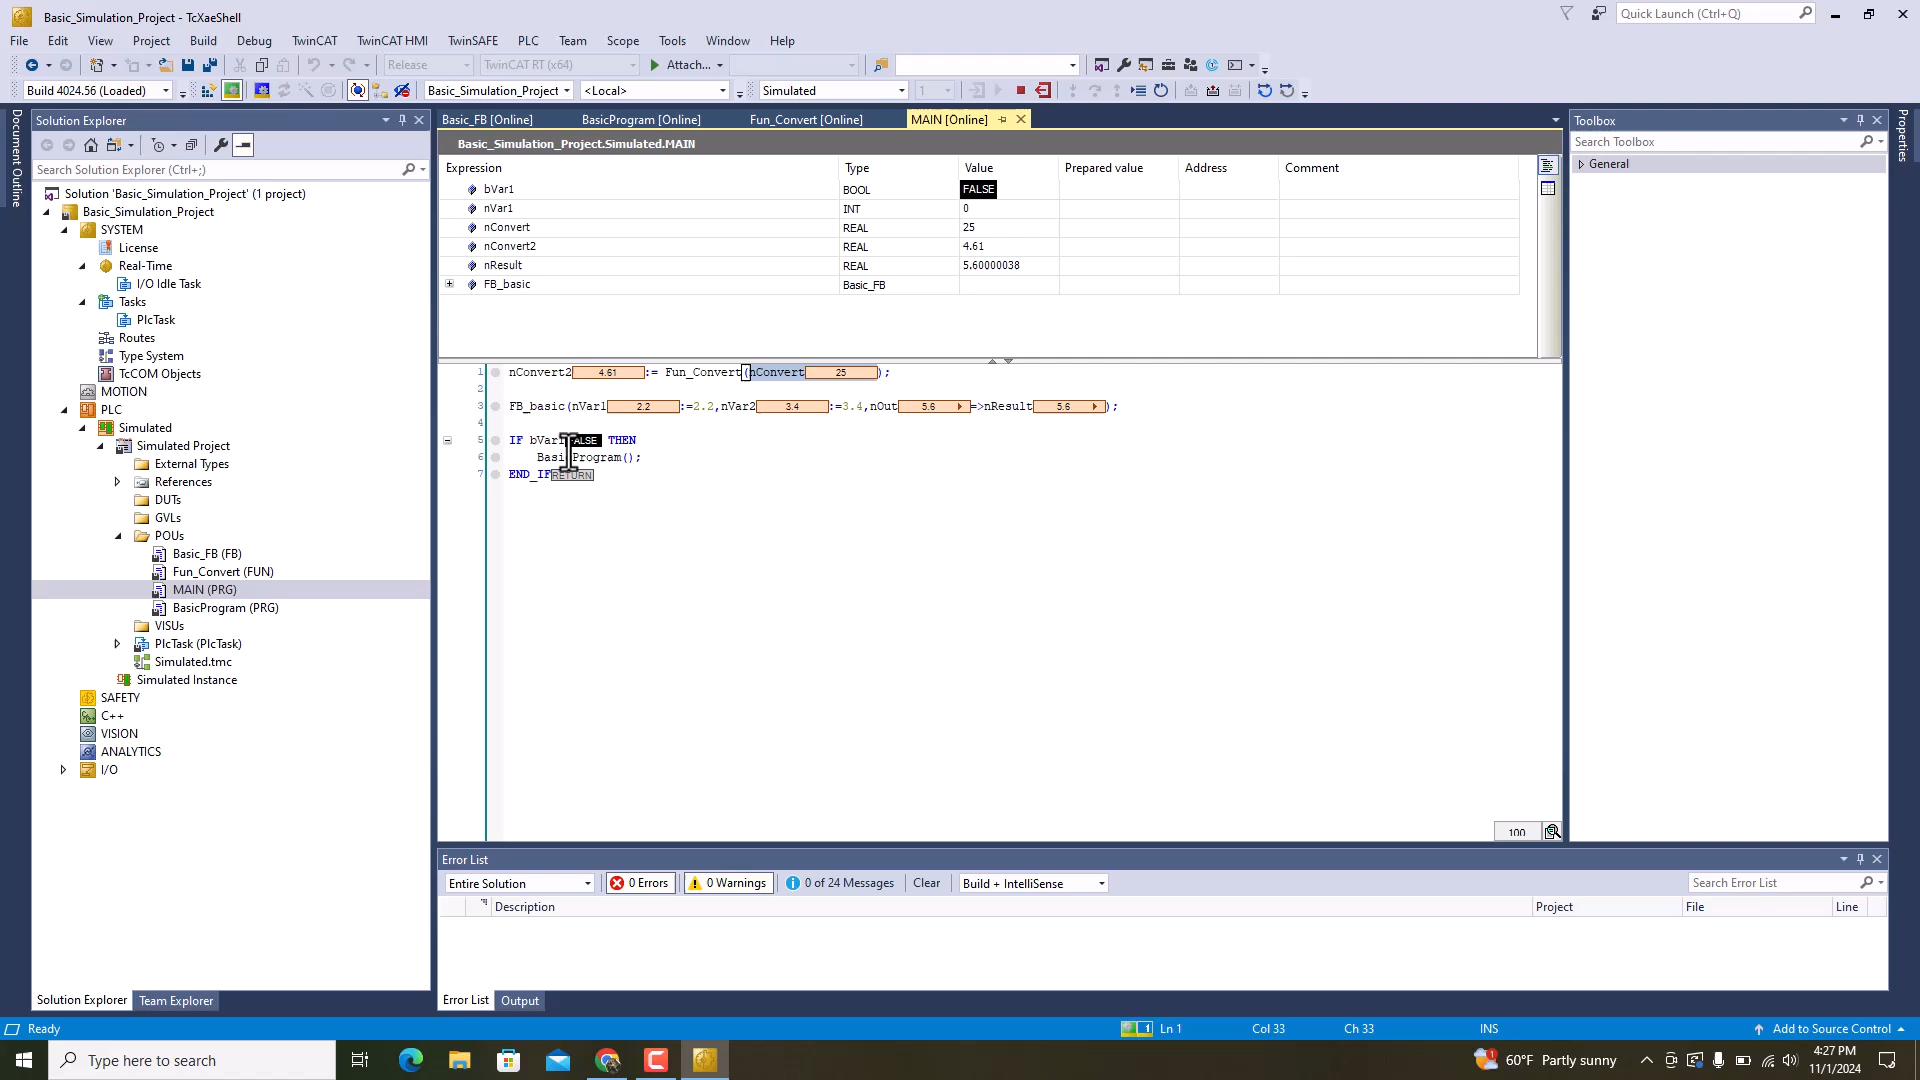 Basic_Simulation_Project - TcXaeShell
Quick Launch (Ctrl+Q)
File Edit View Project Build Debug TwinCAT TwinCAT HMI TwinSAFE PLC Team Scope Tools Window Help
Release TwinCAT RT (x64) Attach...
Build 4024.56 (Loaded) Basic_Simulation_Project <Local> Simulated 1
Document Outline
Solution Explorer
Search Solution Explorer (Ctrl+;)
Solution 'Basic_Simulation_Project' (1 project)
Basic_Simulation_Project
SYSTEM
License
Real-Time
I/O Idle Task
Tasks
PlcTask
Routes
Type System
TcCOM Objects
MOTION
PLC
Simulated
Simulated Project
External Types
References
DUTs
GVLs
POUs
Basic_FB (FB)
Fun_Convert (FUN)
MAIN (PRG)
BasicProgram (PRG)
VISUs
PlcTask (PlcTask)
Simulated.tmc
Simulated Instance
SAFETY
C++
VISION
ANALYTICS
I/O
Solution Explorer Team Explorer
Basic_FB [Online] BasicProgram [Online] Fun_Convert [Online] MAIN [Online]
Basic_Simulation_Project.Simulated.MAIN
Expression Type Value Prepared value Address Comment
bVar1 BOOL FALSE
nVar1 INT 0
nConvert REAL 25
nConvert2 REAL 4.61
nResult REAL 5.60000038
FB_basic Basic_FB
1 nConvert2 4.61 := Fun_Convert(nConvert 25 );
2
3 FB_basic(nVar1 2.2 :=2.2,nVar2 3.4 :=3.4,nOut 5.6 =>nResult 5.6 );
4
5 IF bVar1 FALSE THEN
6 BasicProgram();
7 END_IF RETURN
100
Toolbox
Search Toolbox
General
Properties
Error List
Entire Solution 0 Errors 0 Warnings 0 of 24 Messages Clear Build + IntelliSense Search Error List
Description Project File Line
Error List Output
Ready 1 Ln 1 Col 33 Ch 33 INS Add to Source Control
Type here to search 1 60°F Partly sunny 4:27 PM
11/1/2024